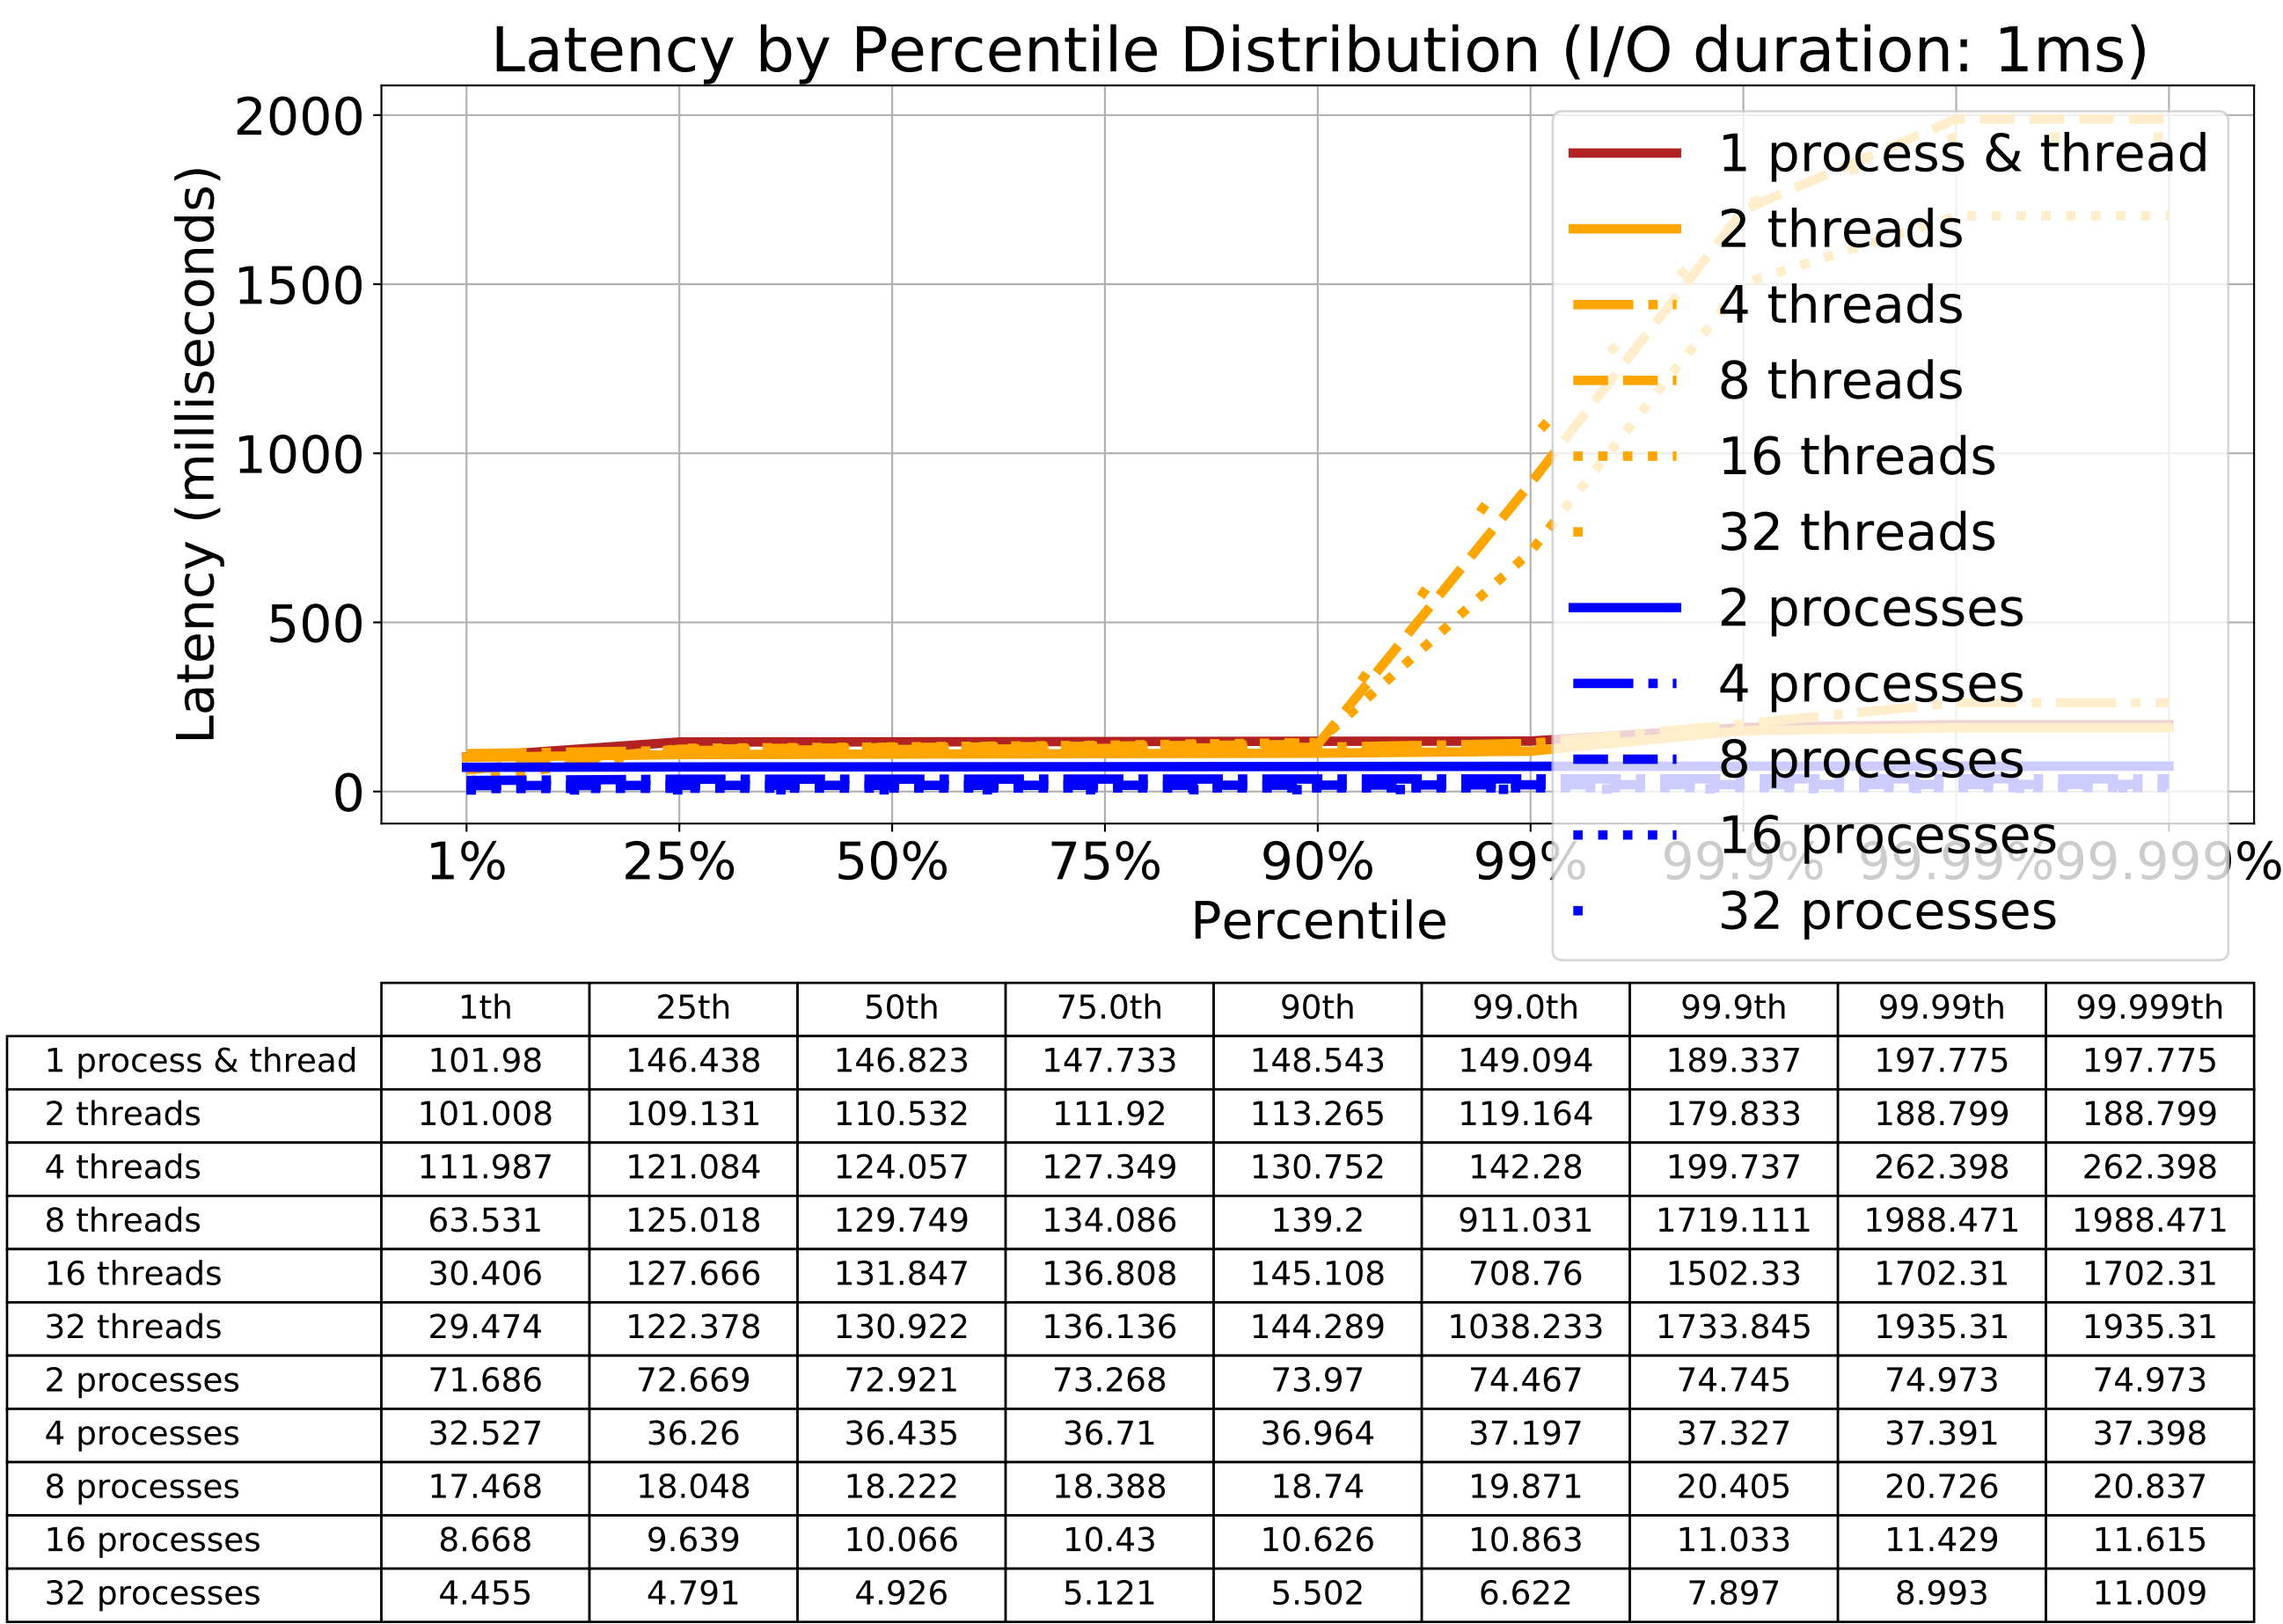 Latency by Percentile Distribution (I/O duration: 1ms)
Latency (milliseconds)
2000
1500
1000
500
0
1 process & thread
2 threads
4 threads
8 threads
16 threads
32 threads
2 processes
4 processes
8 processes
16 processes
32 processes
1% 25% 50% 75% 90% 99% 99.9% 99.99% 99.999%
Percentile
1th 25th 50th 75.0th 90th 99.0th 99.9th 99.99th 99.999th
1 process & thread 101.98 146.438 146.823 147.733 148.543 149.094 189.337 197.775 197.775
2 threads 101.008 109.131 110.532 111.92 113.265 119.164 179.833 188.799 188.799
4 threads 111.987 121.084 124.057 127.349 130.752 142.28 199.737 262.398 262.398
8 threads 63.531 125.018 129.749 134.086 139.2 911.031 1719.111 1988.471 1988.471
16 threads 30.406 127.666 131.847 136.808 145.108 708.76 1502.33 1702.31 1702.31
32 threads 29.474 122.378 130.922 136.136 144.289 1038.233 1733.845 1935.31 1935.31
2 processes 71.686 72.669 72.921 73.268 73.97 74.467 74.745 74.973 74.973
4 processes 32.527 36.26 36.435 36.71 36.964 37.197 37.327 37.391 37.398
8 processes 17.468 18.048 18.222 18.388 18.74 19.871 20.405 20.726 20.837
16 processes 8.668 9.639 10.066 10.43 10.626 10.863 11.033 11.429 11.615
32 processes 4.455 4.791 4.926 5.121 5.502 6.622 7.897 8.993 11.009